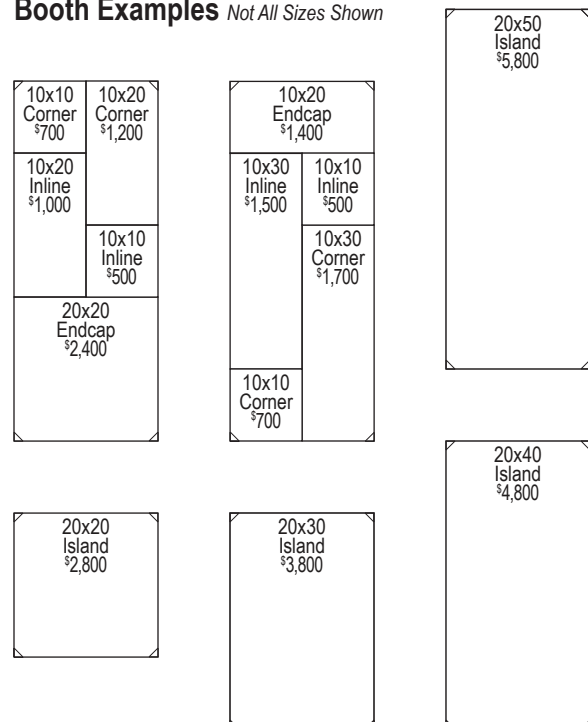 Booth Examples Not All Sizes Shown
10x10
Corner
$700
10x20
Corner
$1,200
10x20
Inline
$1,000
10x10
Inline
$500
20x20
Endcap
$2,400
10x20
Endcap
$1,400
10x30
Inline
$1,500
10x10
Inline
$500
10x30
Corner
$1,700
10x10
Corner
$700
20x50
Island
$5,800
20x20
Island
$2,800
20x30
Island
$3,800
20x40
Island
$4,800